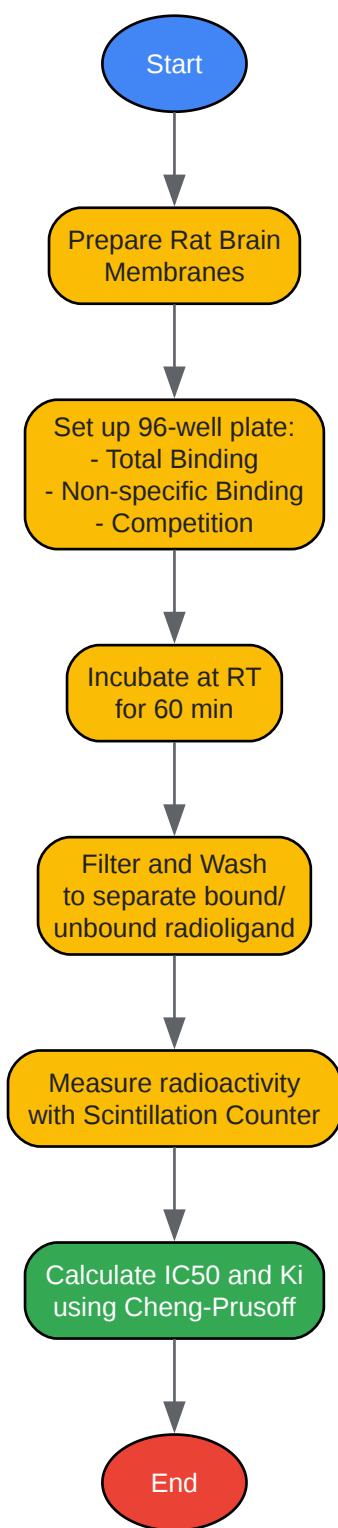 Start
Prepare Rat Brain
Membranes
Set up 96-well plate:
- Total Binding
- Non-specific Binding
- Competition
Incubate at RT
for 60 min
Filter and Wash
to separate bound/
unbound radioligand
Measure radioactivity
with Scintillation Counter
Calculate IC50 and Ki
using Cheng-Prusoff
End